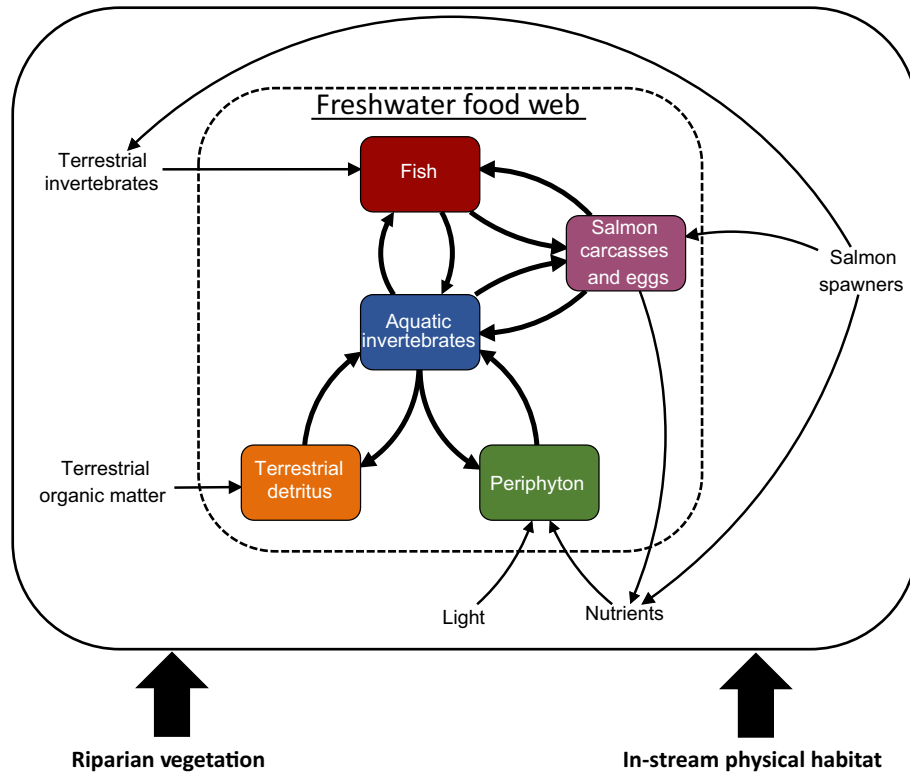 Freshwater food web
Terrestrial
invertebrates
Fish
Salmon
carcasses
and eggs
Salmon
spawners
Aquatic
invertebrates
Terrestrial
organic matter
Terrestrial
detritus
Periphyton
Light
Nutrients
Riparian vegetation
In-stream physical habitat